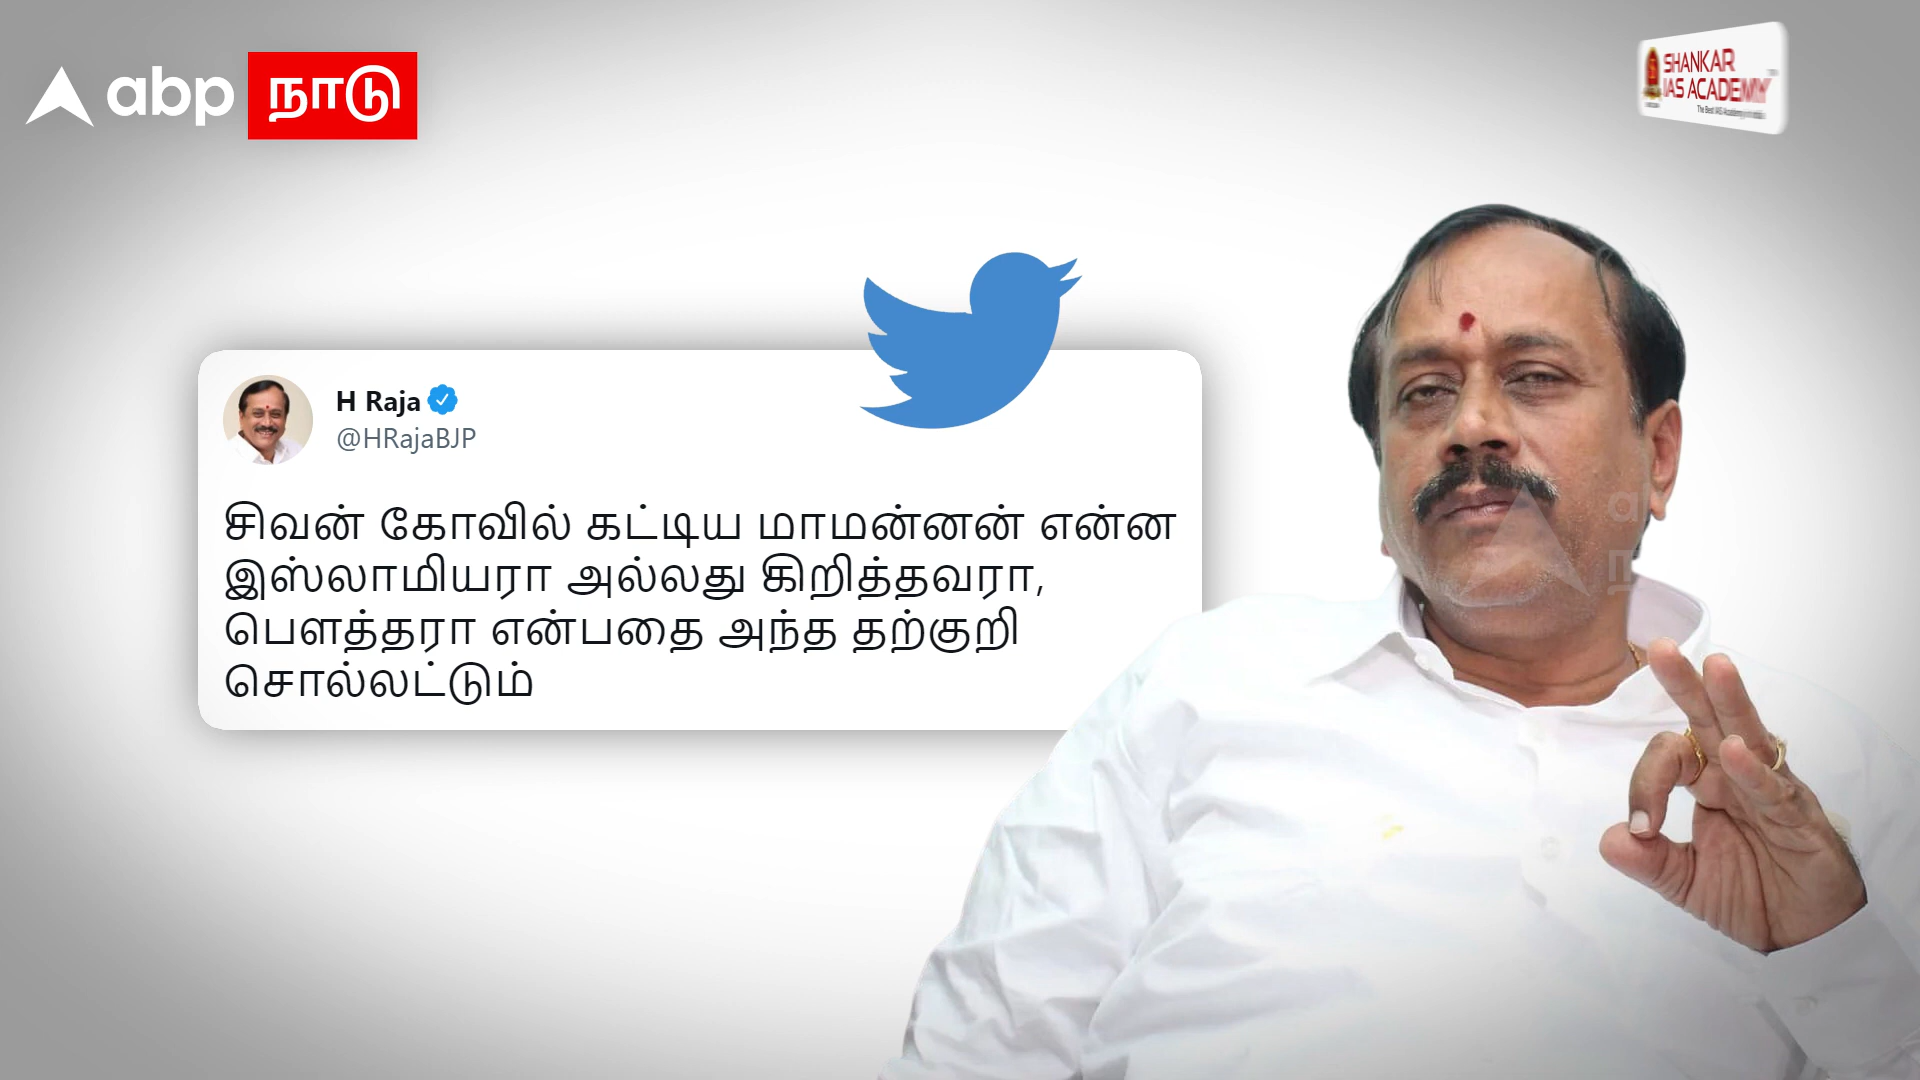 abp நாடு
SHANKAR
IAS ACADEMY
H Raja
@HRajaBJP
சிவன் கோவில் கட்டிய மாமன்னன் என்ன
இஸ்லாமியரா அல்லது கிறித்தவரா,
பௌத்தரா என்பதை அந்த தற்குறி
சொல்லட்டும்